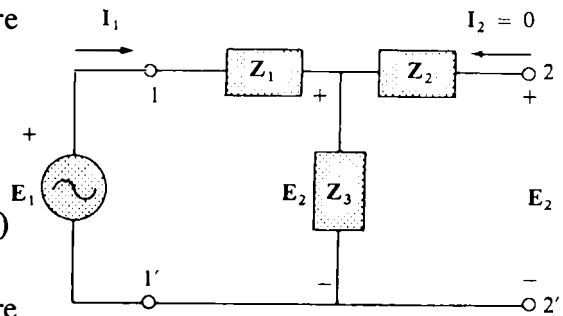 re
I₁
I₂ = 0
Z₁
Z₂
1
+
2
+
+
E₁
E₂
Z₃
E₂
)
1′
−
−
2′
re